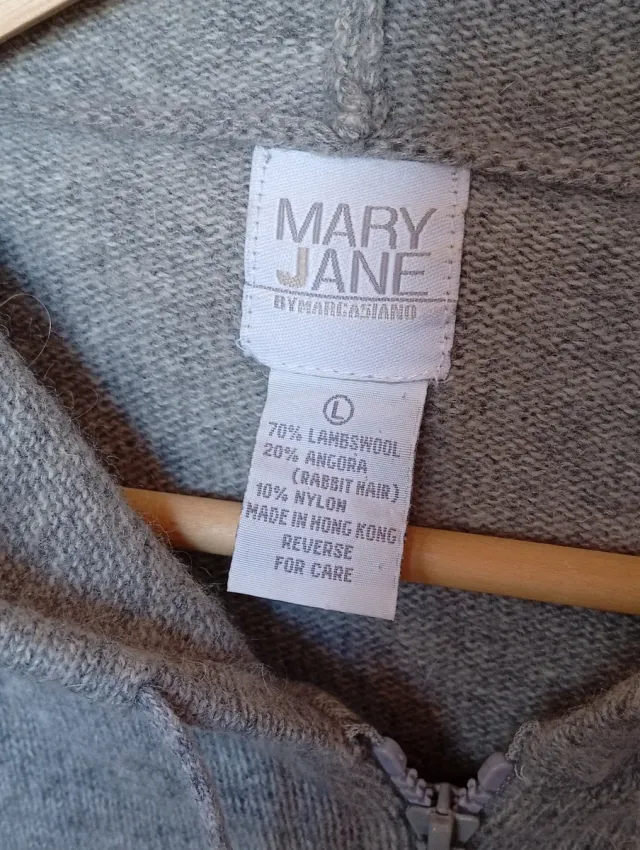 MARY
JANE
BYMARCASIANO
L
70% LAMBSWOOL
20% ANGORA
(RABBIT HAIR)
10% NYLON
MADE IN HONG KONG
REVERSE
FOR CARE